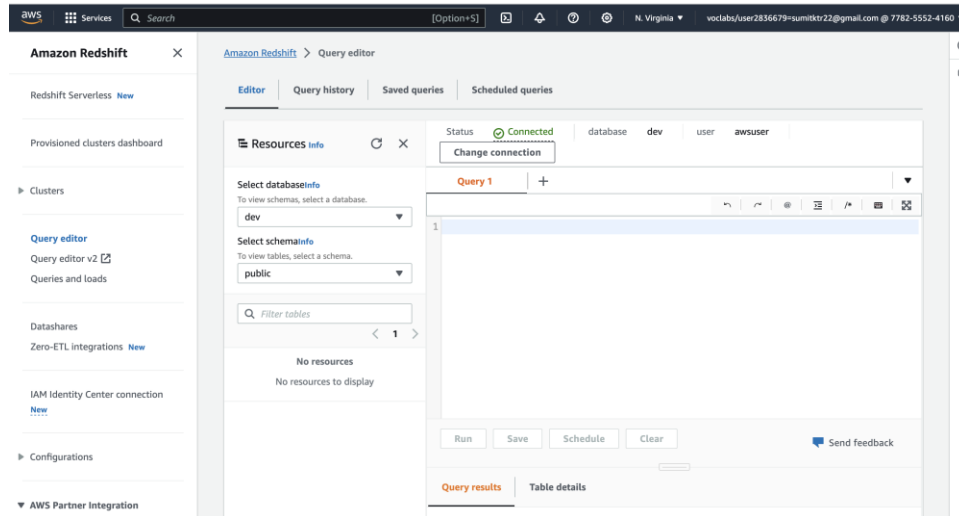 aws Services Search [Option+S] N. Virginia voclabs/user2836679=sumitktr22@gmail.com @ 7782-5552-4160
Amazon Redshift
Redshift Serverless New
Provisioned clusters dashboard
Clusters
Query editor
Query editor v2
Queries and loads
Datashares
Zero-ETL integrations New
IAM Identity Center connection
New
Configurations
AWS Partner Integration
Amazon Redshift > Query editor
Editor Query history Saved queries Scheduled queries
Resources Info
Select database Info
To view schemas, select a database.
dev
Select schema Info
To view tables, select a schema.
public
Filter tables
< 1 >
No resources
No resources to display
Status Connected database dev user awsuser
Change connection
Query 1 +
@ /*
1
Run Save Schedule Clear
Send feedback
Query results Table details